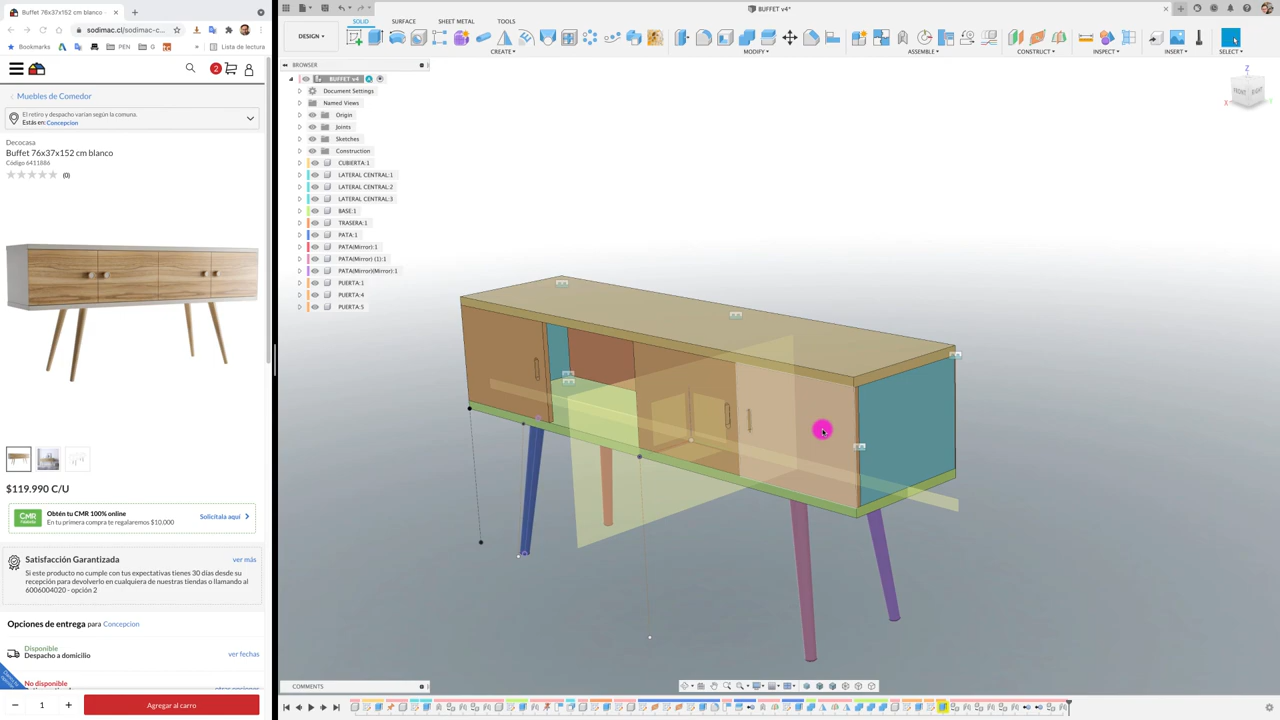 Buffet 76x37x152 cm blanco
sodimac.cl/sodimac-c...
Bookmarks
PEN
G
Lista de lectura
2
Muebles de Comedor
El retiro y despacho varían según la comuna.
Estás en: Concepcion
Decocasa
Buffet 76x37x152 cm blanco
Código 6411886
(0)
$119.990 C/U
CMR
Obtén tu CMR 100% online
En tu primera compra te regalaremos $10.000
Solicítala aquí
Satisfacción Garantizada
ver más
Si este producto no cumple con tus expectativas tienes 30 días desde su
recepción para devolverlo en cualquiera de nuestras tiendas o llamando al
6006004020 - opción 2
Opciones de entrega para Concepcion
Disponible
Despacho a domicilio
ver fechas
No disponible
1
Agregar al carro
BUFFET v4*
DESIGN
SOLID
SURFACE
SHEET METAL
TOOLS
CREATE
MODIFY
ASSEMBLE
CONSTRUCT
INSPECT
INSERT
SELECT
BROWSER
BUFFET v4
Document Settings
Named Views
Origin
Joints
Sketches
Construction
CUBIERTA:1
LATERAL CENTRAL:1
LATERAL CENTRAL:2
LATERAL CENTRAL:3
BASE:1
TRASERA:1
PATA:1
PATA(Mirror):1
PATA(Mirror) (1):1
PATA(Mirror)(Mirror):1
PUERTA:1
PUERTA:4
PUERTA:5
Z
X
COMMENTS